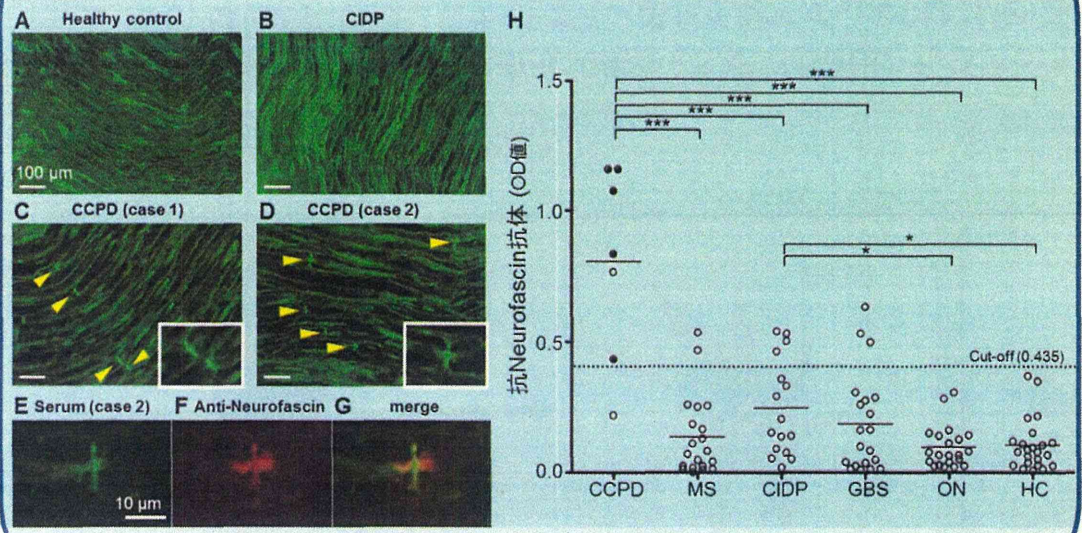 A Healthy control
B CIDP
100 µm
C CCPD (case 1)
D CCPD (case 2)
E Serum (case 2)
F Anti-Neurofascin
G merge
10 µm
H
抗Neurofascin抗体 (OD値)
1.5
1.0
0.5
0.0
***
***
***
***
***
*
*
Cut-off (0.435)
CCPD MS CIDP GBS ON HC